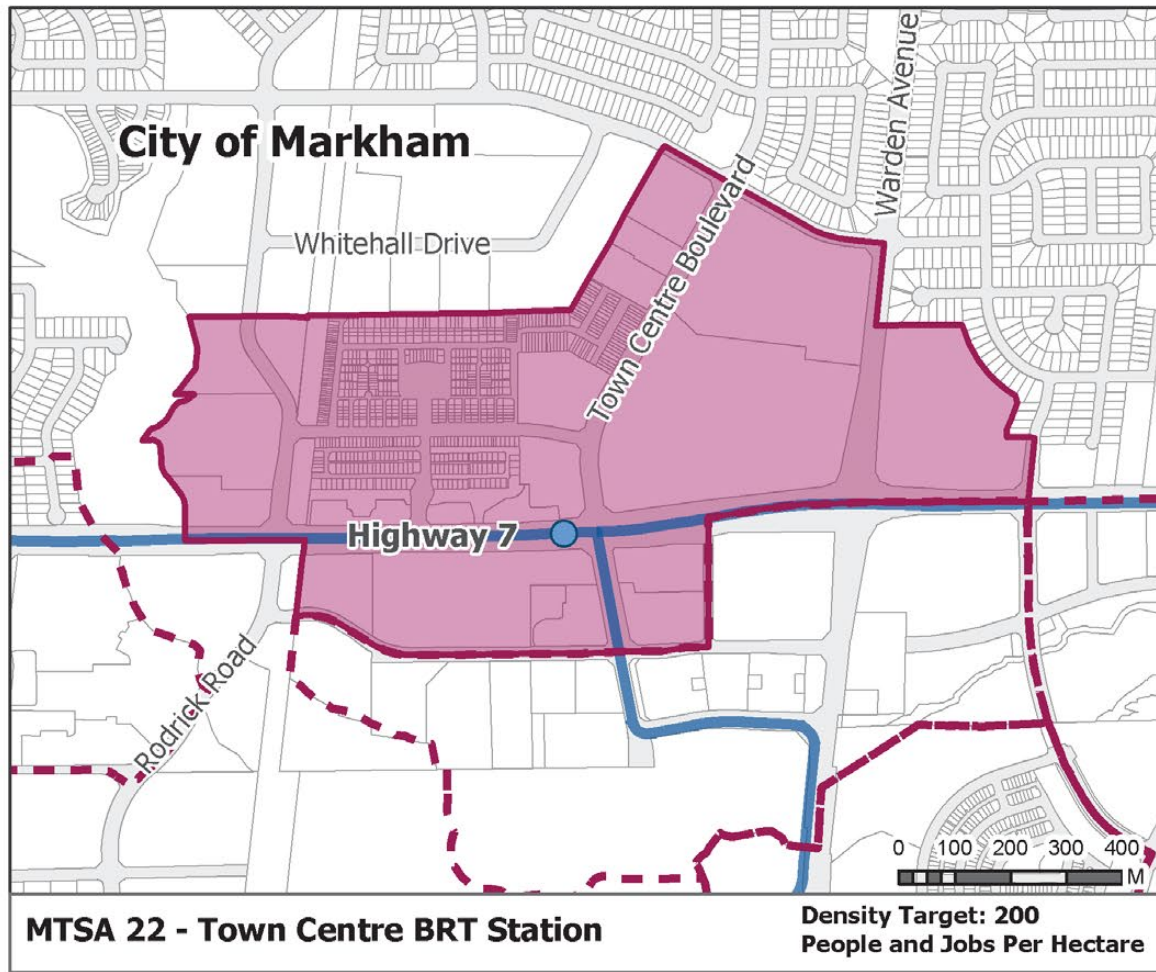 City of Markham
Warden Avenue
Whitehall Drive
Town Centre Boulevard
Highway 7
Rodrick Road
0 100 200 300 400
M
MTSA 22 - Town Centre BRT Station
Density Target: 200
People and Jobs Per Hectare